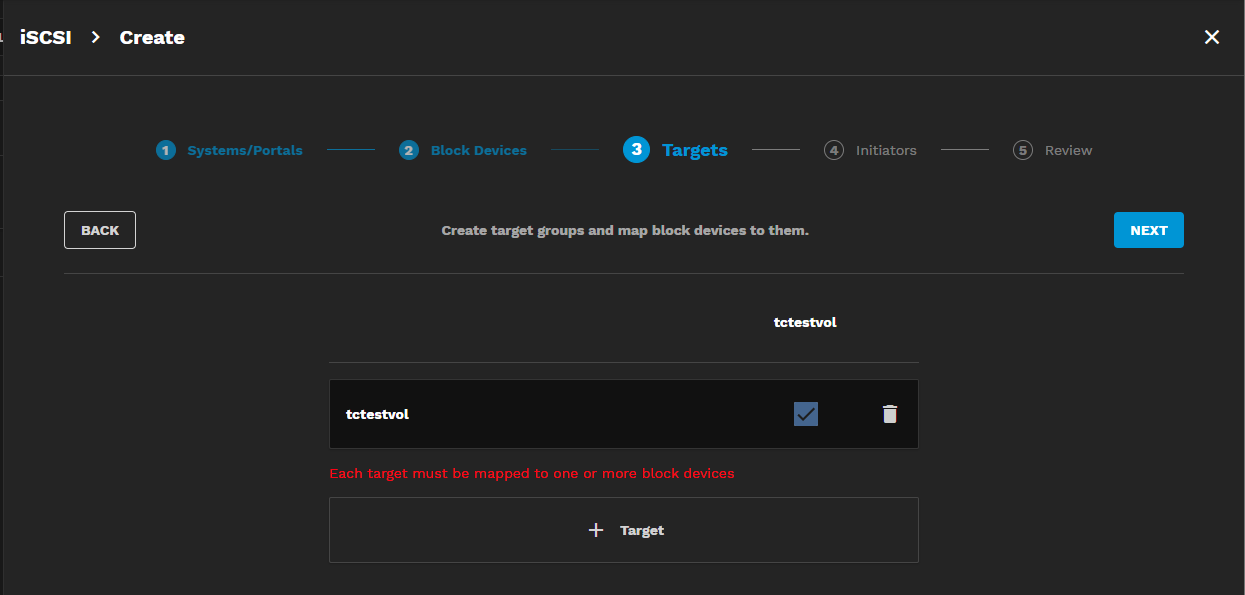 iSCSI > Create
1 Systems/Portals 2 Block Devices 3 Targets 4 Initiators 5 Review
BACK Create target groups and map block devices to them. NEXT
tctestvol
tctestvol
Each target must be mapped to one or more block devices
+ Target